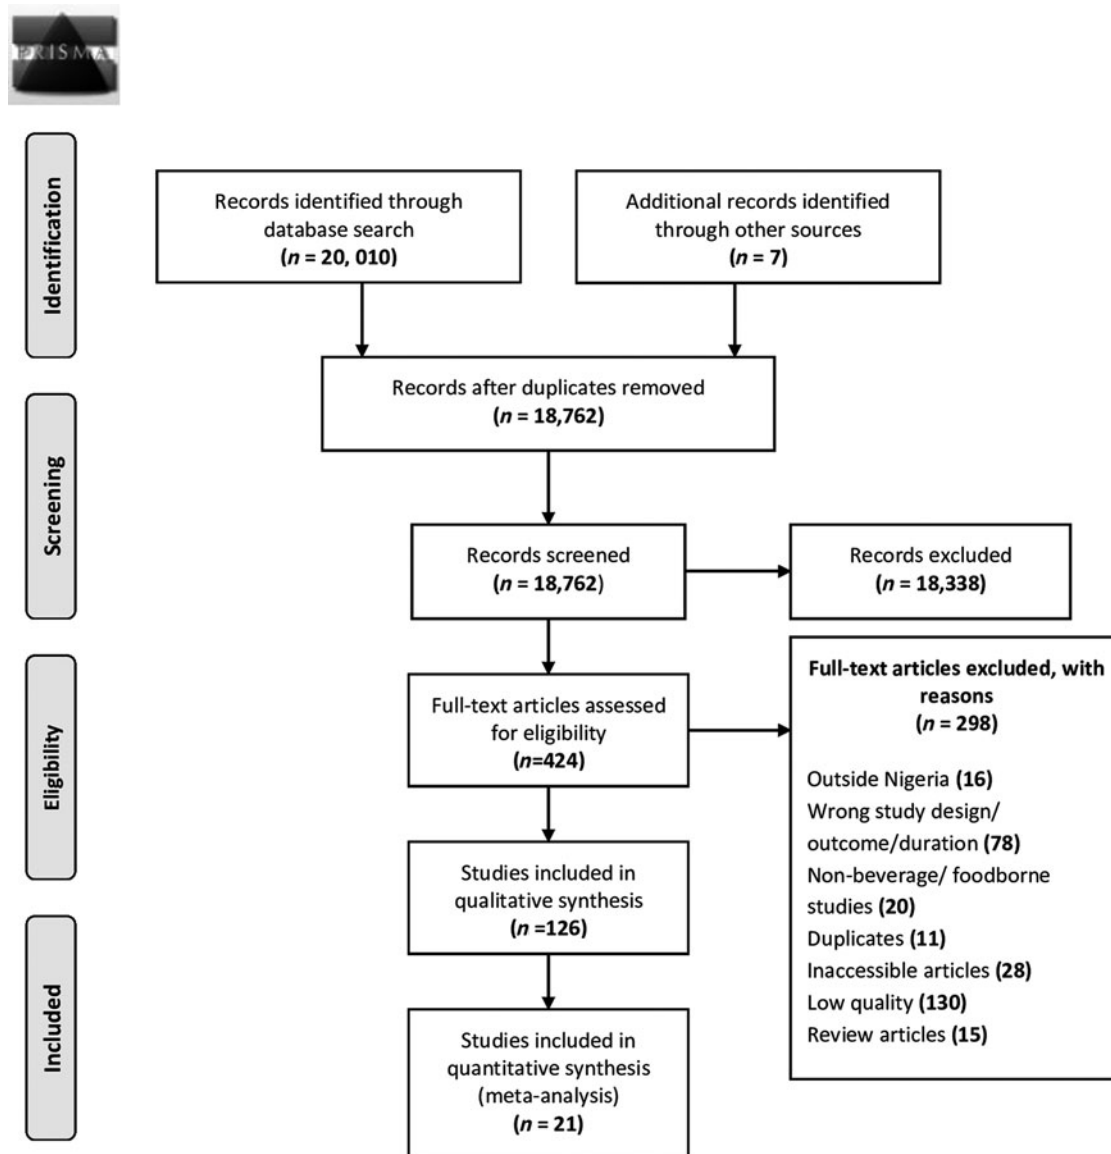 PRISMA
Identification
Records identified through
database search
(n = 20, 010)
Additional records identified
through other sources
(n = 7)
Records after duplicates removed
(n = 18,762)
Screening
Records screened
(n = 18,762)
Records excluded
(n = 18,338)
Eligibility
Full-text articles assessed
for eligibility
(n=424)
Full-text articles excluded, with
reasons
(n = 298)
Outside Nigeria (16)
Wrong study design/
outcome/duration (78)
Non-beverage/ foodborne
studies (20)
Duplicates (11)
Inaccessible articles (28)
Low quality (130)
Review articles (15)
Studies included in
qualitative synthesis
(n =126)
Included
Studies included in
quantitative synthesis
(meta-analysis)
(n = 21)